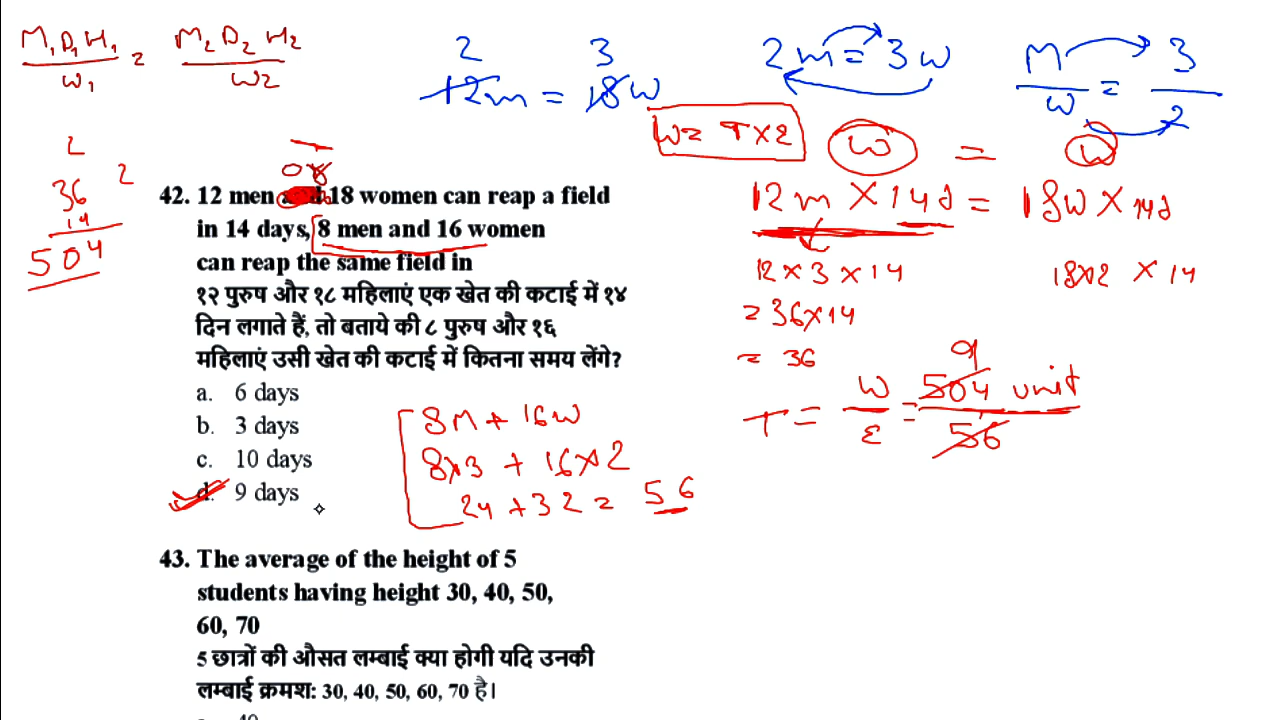 M₁D₁H₁ / W₁ = M₂D₂H₂ / W₂
2 3
12m = 18w
2m = 3w
M / W = 3 / 2
W = T × 2
W = W
12m × 14d = 18w × 14d
12 × 3 × 14 18×2 × 14
= 36×14
= 36
T = W / E = 504 unit / 56
9 1
2
36 2
14
504
or
42. 12 men 18 women can reap a field
in 14 days, 8 men and 16 women
can reap the same field in
१२ पुरुष और १८ महिलाएं एक खेत की कटाई में १४
दिन लगाते हैं, तो बताये की ८ पुरुष और १६
महिलाएं उसी खेत की कटाई में कितना समय लेंगे?
a. 6 days
b. 3 days
c. 10 days
d. 9 days
8M + 16W
8×3 + 16×2
24 + 32 = 56
43. The average of the height of 5
students having height 30, 40, 50,
60, 70
5 छात्रों की औसत लम्बाई क्या होगी यदि उनकी
लम्बाई क्रमश: 30, 40, 50, 60, 70 है।